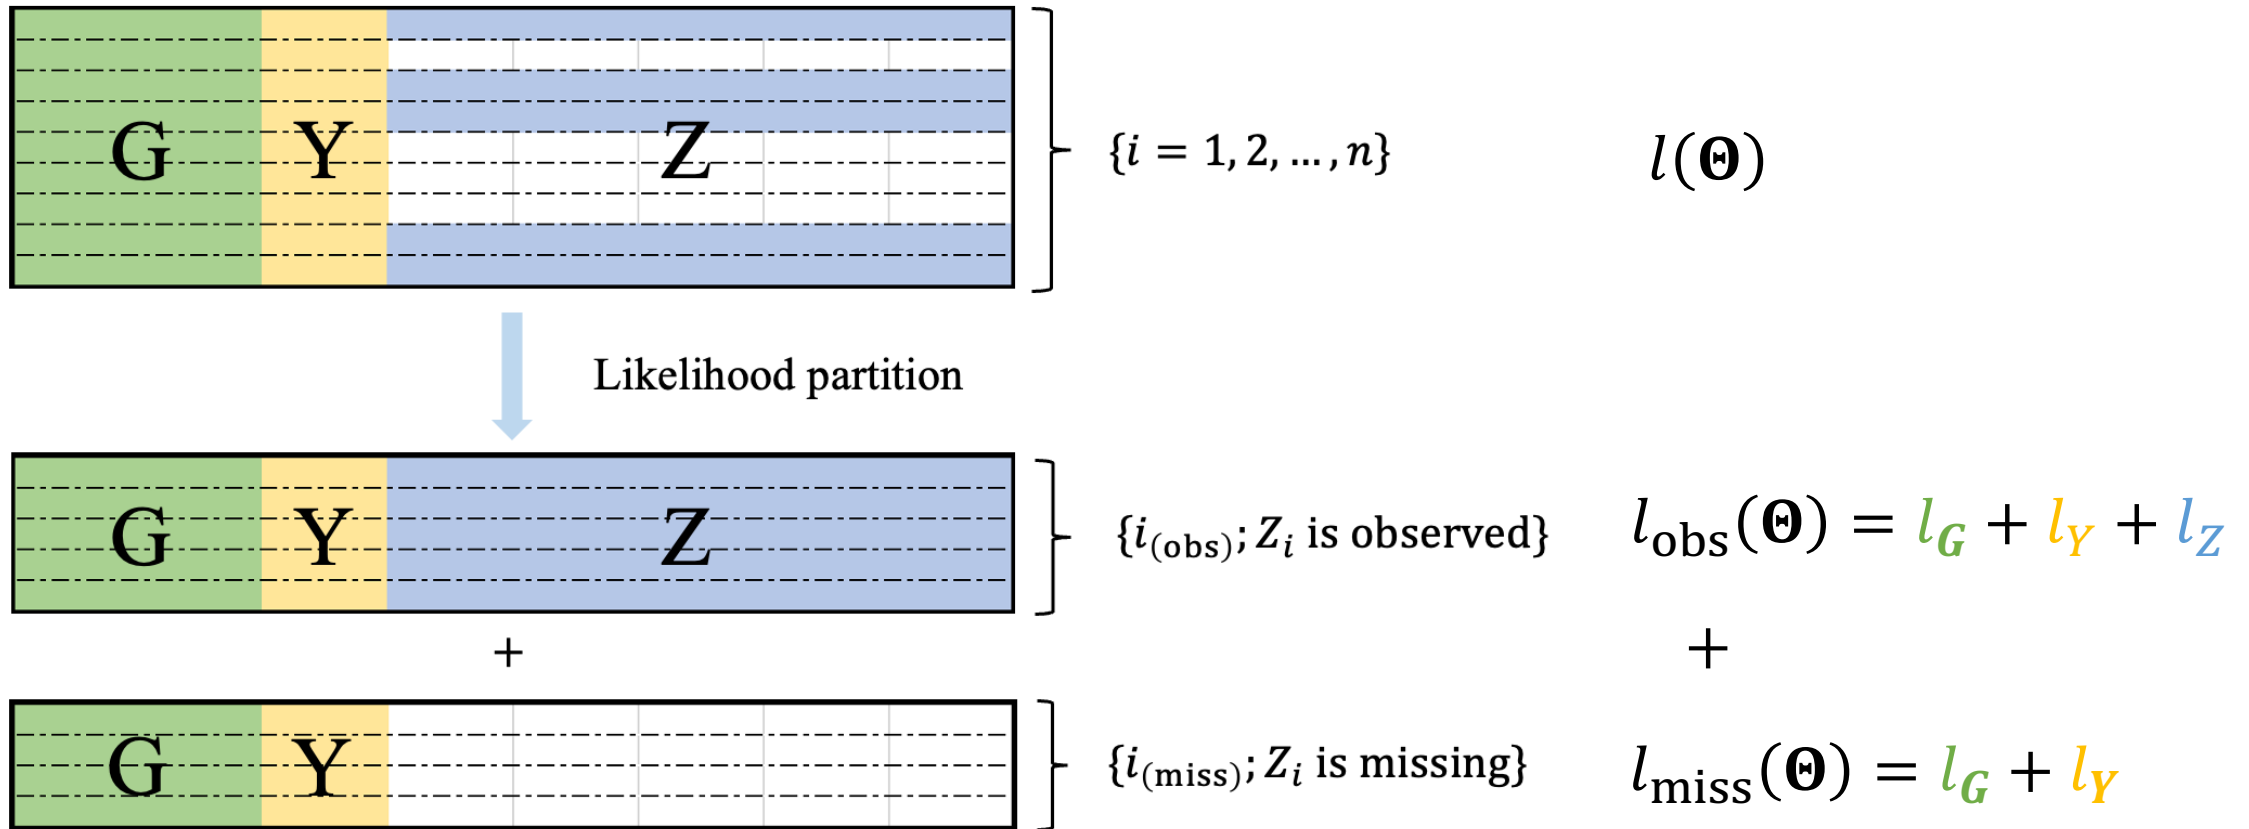 G Y Z {i = 1, 2, ..., n} l(Θ)
Likelihood partition
G Y Z {i(obs); Zi is observed} lobs(Θ) = lG + lY + lZ
+ +
G Y {i(miss); Zi is missing} lmiss(Θ) = lG + lY